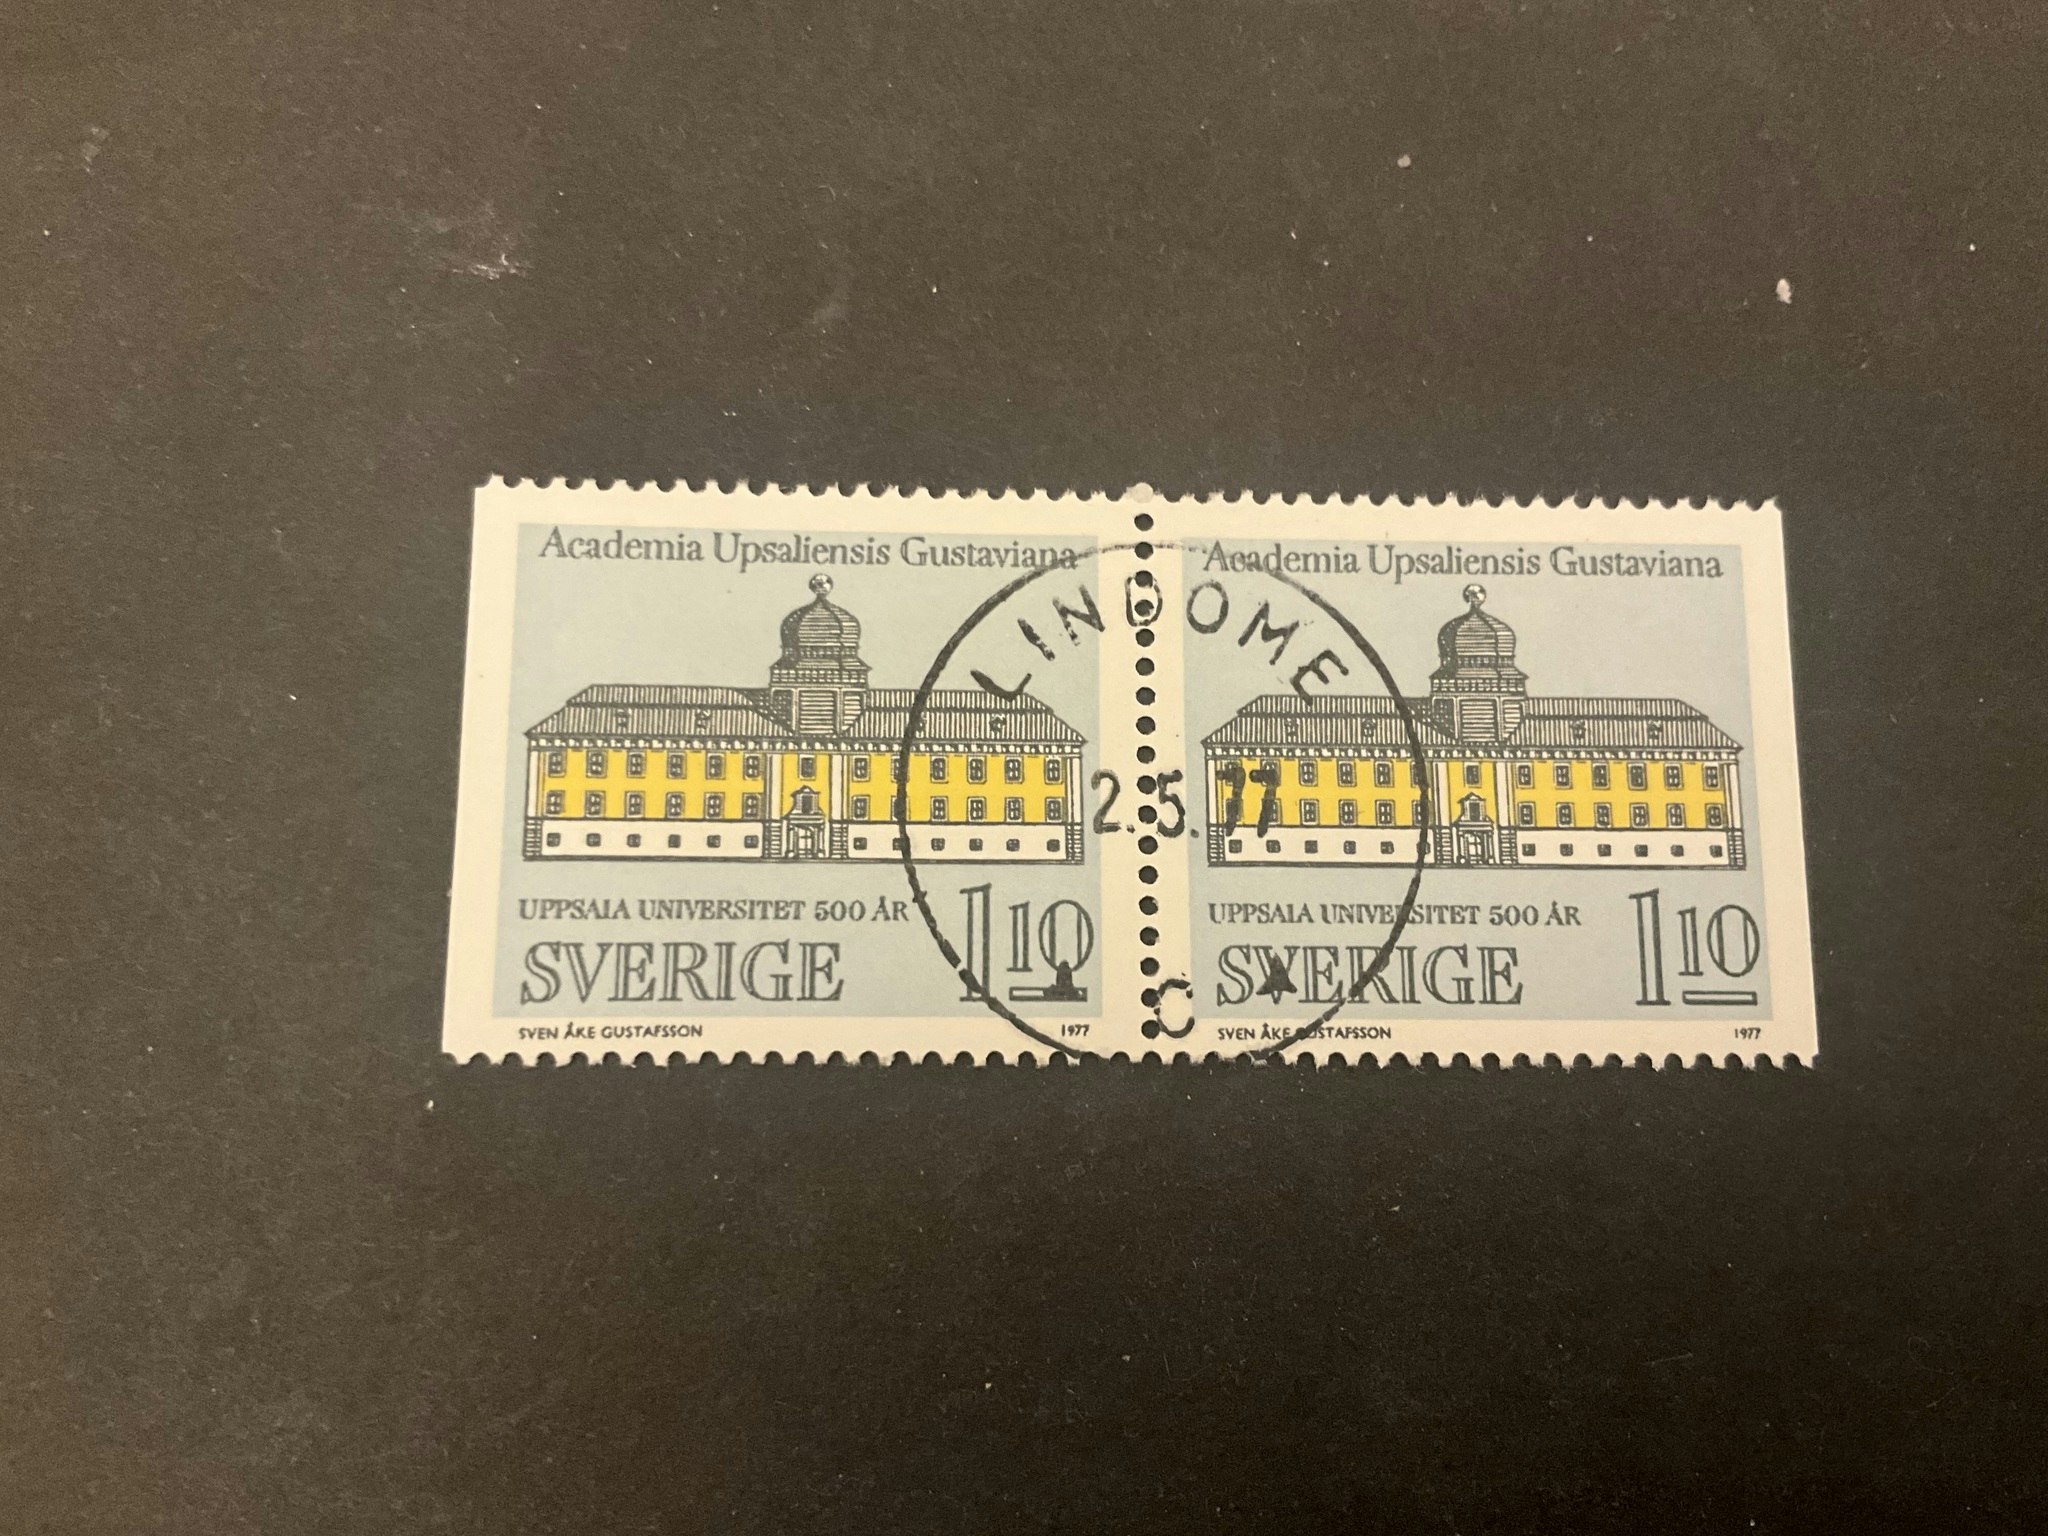 Academia Upsaliensis Gustaviana
UPPSALA UNIVERSITET 500 ÅR
SVERIGE
1 10
SVEN ÅKE GUSTAFSSON
1977
Academia Upsaliensis Gustaviana
UPPSALA UNIVERSITET 500 ÅR
SVERIGE
1 10
SVEN ÅKE GUSTAFSSON
1977
LINDOME
2.5.77
C